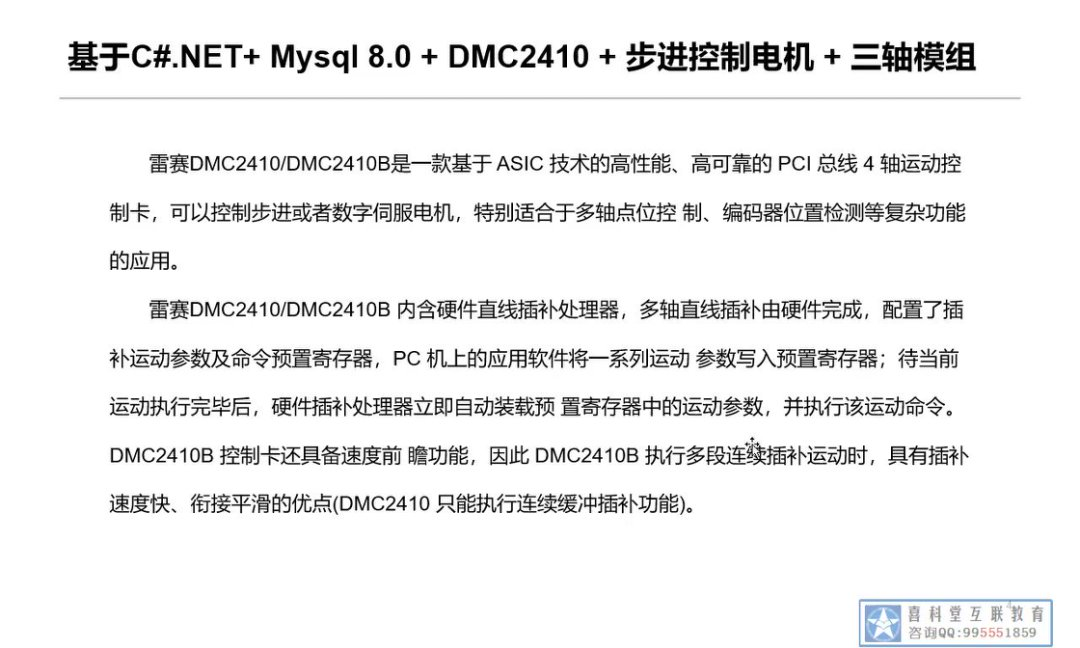 基于C#.NET+ Mysql 8.0 + DMC2410 + 步进控制电机 + 三轴模组
雷赛DMC2410/DMC2410B是一款基于 ASIC 技术的高性能、高可靠的 PCI 总线 4 轴运动控
制卡，可以控制步进或者数字伺服电机，特别适合于多轴点位控 制、编码器位置检测等复杂功能
的应用。
雷赛DMC2410/DMC2410B 内含硬件直线插补处理器，多轴直线插补由硬件完成，配置了插
补运动参数及命令预置寄存器，PC 机上的应用软件将一系列运动 参数写入预置寄存器；待当前
运动执行完毕后，硬件插补处理器立即自动装载预 置寄存器中的运动参数，并执行该运动命令。
DMC2410B 控制卡还具备速度前 瞻功能，因此 DMC2410B 执行多段连续插补运动时，具有插补
速度快、衔接平滑的优点(DMC2410 只能执行连续缓冲插补功能)。
喜科堂互联教育
咨询QQ:995551859